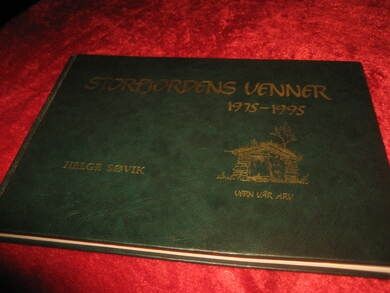 STORFJORDENS VENNER
1975-1995
HELGE SØVIK
VERN VÅR ARV